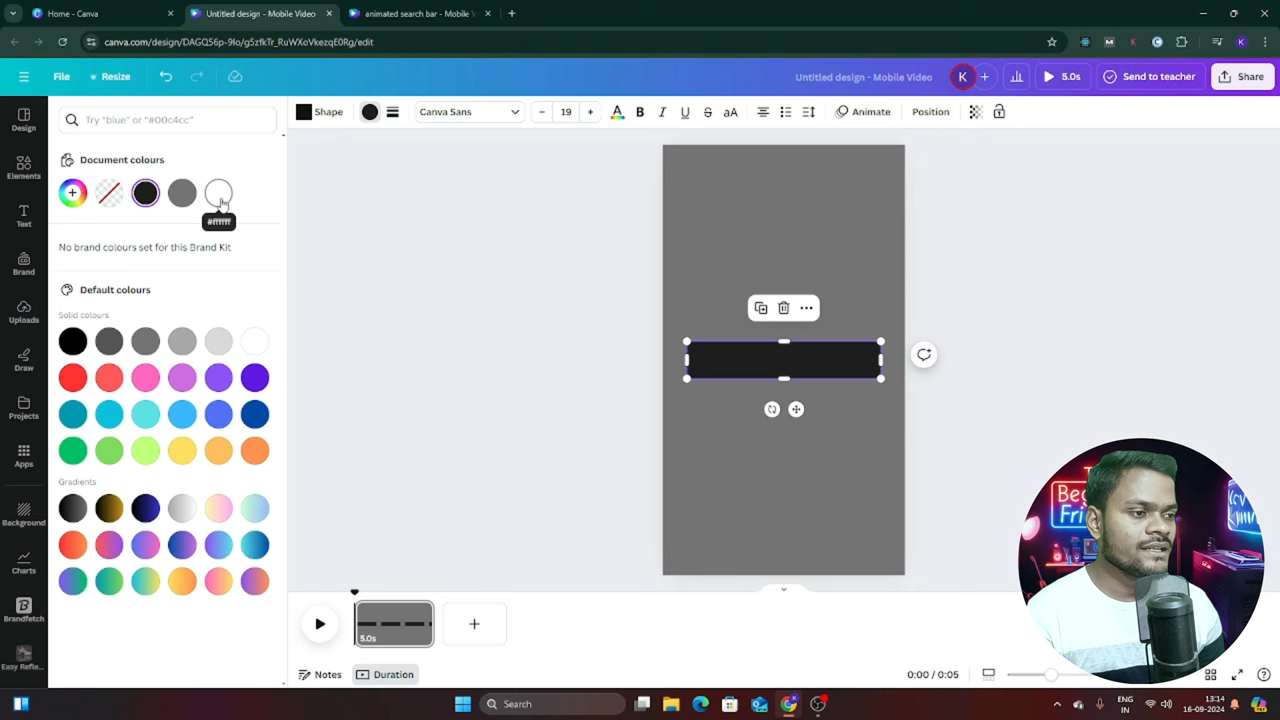 Home - Canva
Untitled design - Mobile Video
animated search bar - Mobile V
canva.com/design/DAGQ56p-9Io/g5zfkTr_RuWXoVkezqE0Rg/edit
File
Resize
Untitled design - Mobile Video
K
5.0s
Send to teacher
Share
Try "blue" or "#00c4cc"
Shape
Canva Sans
19
B
I
U
S
aA
Animate
Position
Design
Elements
Text
Brand
Uploads
Draw
Projects
Apps
Background
Charts
Brandfetch
Easy Refle...
Document colours
#ffffff
No brand colours set for this Brand Kit
Default colours
Solid colours
Gradients
5.0s
Notes
Duration
0:00 / 0:05
Search
ENG
IN
13:14
16-09-2024